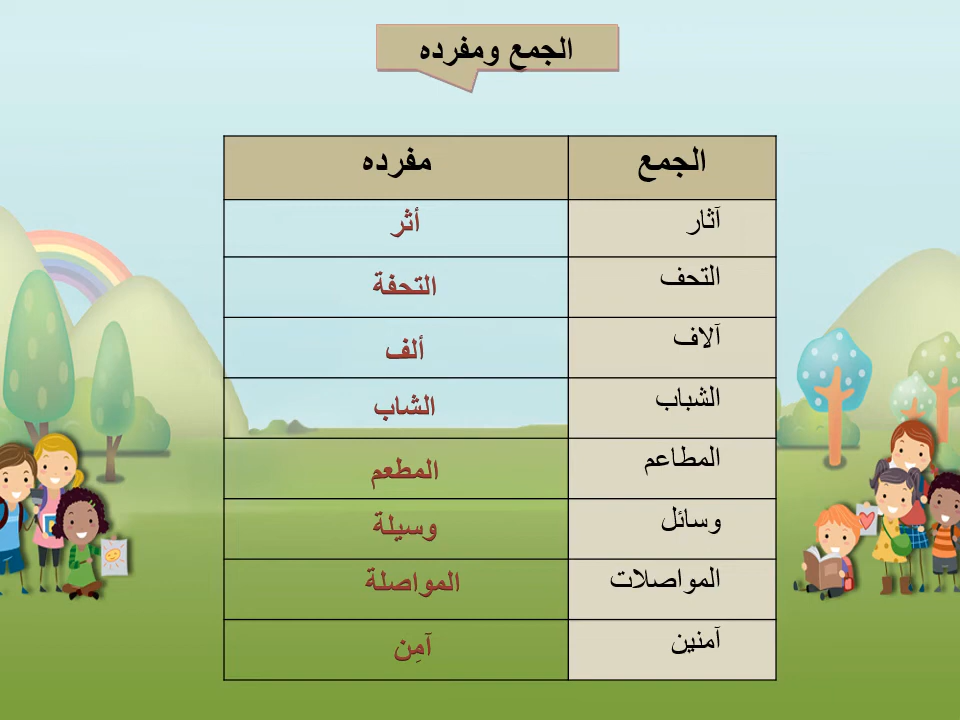 الجمع ومفرده
الجمع مفرده
آثار أثر
التحف التحفة
آلاف ألف
الشباب الشاب
المطاعم المطعم
وسائل وسيلة
المواصلات المواصلة
آمنين آمِن